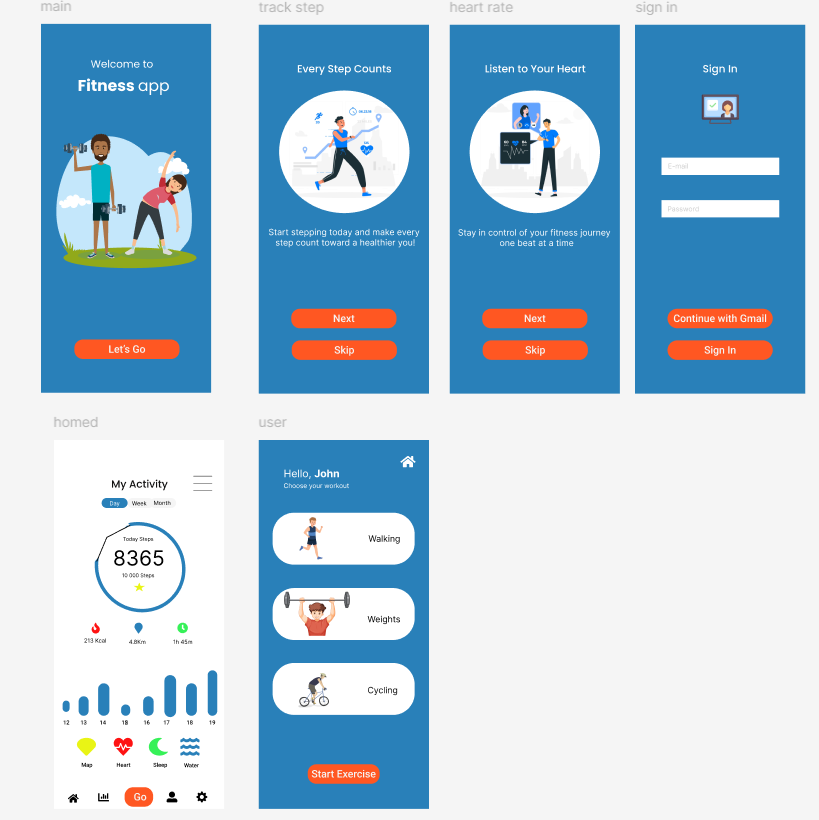 main
track step
heart rate
sign in
Welcome to
Fitness app
Let's Go
Every Step Counts
Start stepping today and make every
step count toward a healthier you!
Next
Skip
Listen to Your Heart
Stay in control of your fitness journey
one beat at a time
Next
Skip
Sign In
E-mail
Password
Continue with Gmail
Sign In
homed
user
My Activity
Day Week Month
Today Steps
8365
10 000 Steps
213 Kcal 4.8Km 1h 45m
12 13 14 15 16 17 18 19
Map Heart Sleep Water
Go
Hello, John
Choose your workout
Walking
Weights
Cycling
Start Exercise